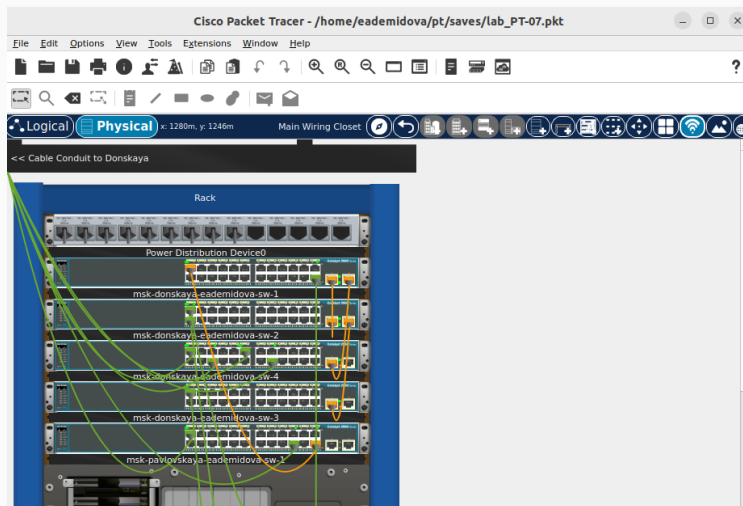 Cisco Packet Tracer - /home/eademidova/pt/saves/lab_PT-07.pkt
File Edit Options View Tools Extensions Window Help
?
Logical Physical x: 1280m, y: 1246m Main Wiring Closet
<< Cable Conduit to Donskaya
Rack
Power Distribution Device0
msk-donskaya-eademidova-sw-1
msk-donskaya-eademidova-sw-2
msk-donskaya-eademidova-sw-4
msk-donskaya-eademidova-sw-3
msk-pavlovskaya-eademidova-sw-1